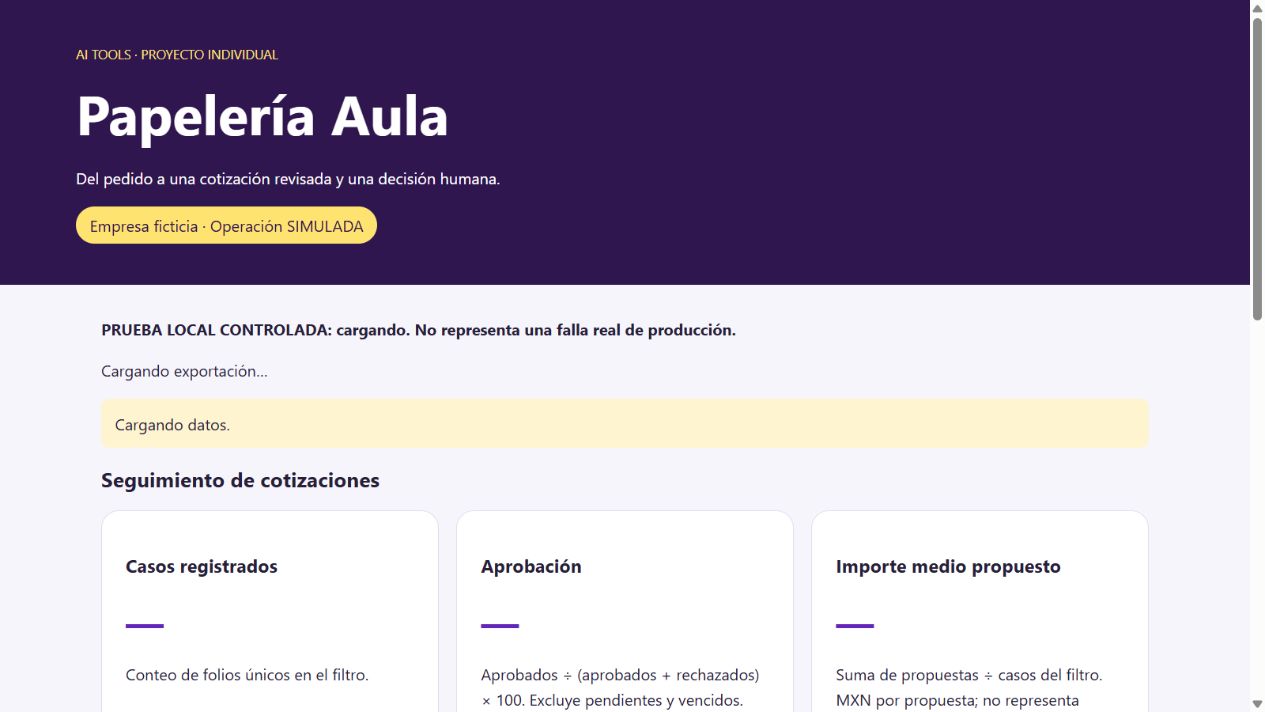 AI TOOLS · PROYECTO INDIVIDUAL
Papelería Aula
Del pedido a una cotización revisada y una decisión humana.
Empresa ficticia · Operación SIMULADA
PRUEBA LOCAL CONTROLADA: cargando. No representa una falla real de producción.
Cargando exportación...
Cargando datos.
Seguimiento de cotizaciones
Casos registrados
—
Conteo de folios únicos en el filtro.
Aprobación
—
Aprobados ÷ (aprobados + rechazados)
× 100. Excluye pendientes y vencidos.
Importe medio propuesto
—
Suma de propuestas ÷ casos del filtro.
MXN por propuesta; no representa